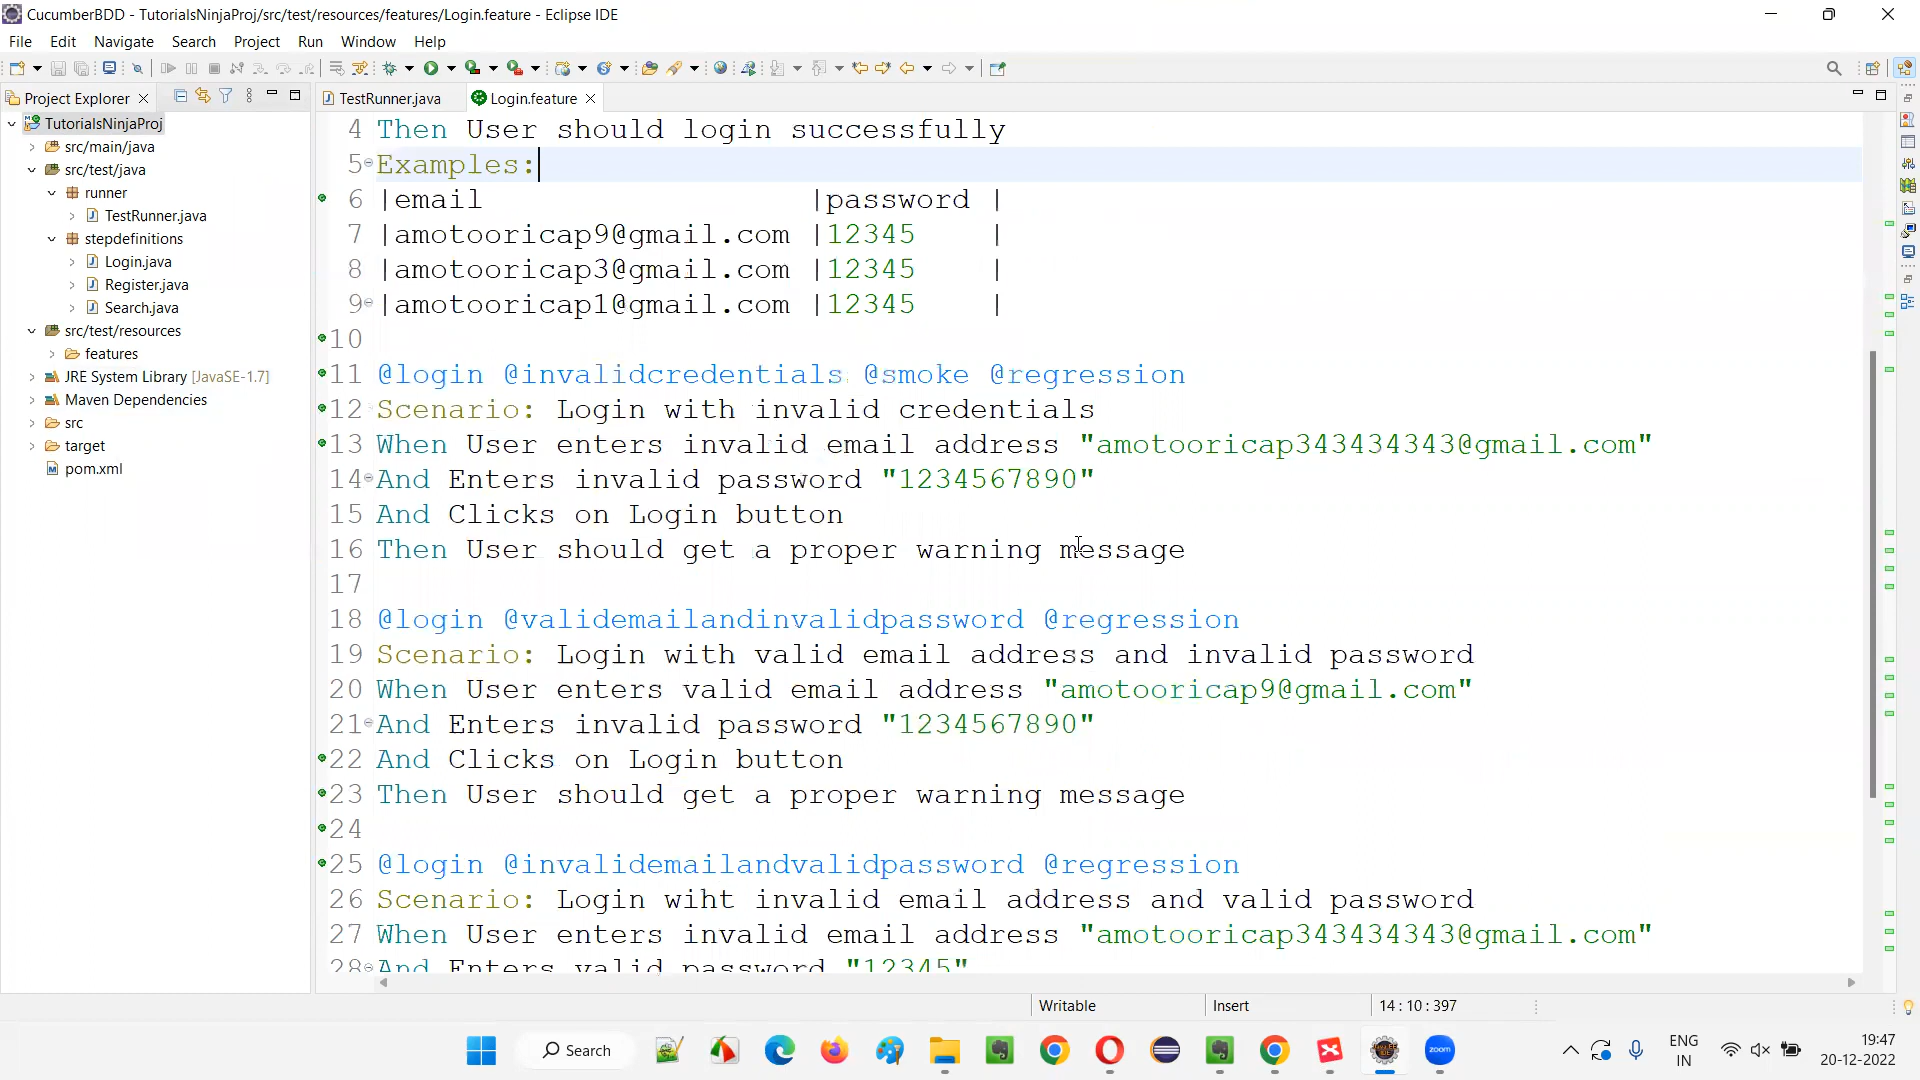 CucumberBDD - TutorialsNinjaProj/src/test/resources/features/Login.feature - Eclipse IDE
File Edit Navigate Search Project Run Window Help
Project Explorer
TestRunner.java
Login.feature
TutorialsNinjaProj
src/main/java
src/test/java
runner
TestRunner.java
stepdefinitions
Login.java
Register.java
Search.java
src/test/resources
features
JRE System Library [JavaSE-1.7]
Maven Dependencies
src
target
pom.xml
4 Then User should login successfully
5 Examples:
6 |email |password |
7 |amotooricap9@gmail.com |12345 |
8 |amotooricap3@gmail.com |12345 |
9 |amotooricap1@gmail.com |12345 |
10
11 @login @invalidcredentials @smoke @regression
12 Scenario: Login with invalid credentials
13 When User enters invalid email address "amotooricap343434343@gmail.com"
14 And Enters invalid password "1234567890"
15 And Clicks on Login button
16 Then User should get a proper warning message
17
18 @login @validemailandinvalidpassword @regression
19 Scenario: Login with valid email address and invalid password
20 When User enters valid email address "amotooricap9@gmail.com"
21 And Enters invalid password "1234567890"
22 And Clicks on Login button
23 Then User should get a proper warning message
24
25 @login @invalidemailandvalidpassword @regression
26 Scenario: Login wiht invalid email address and valid password
27 When User enters invalid email address "amotooricap343434343@gmail.com"
28 And Enters valid password "12345"
Writable Insert 14 : 10 : 397
Search
zoom
ENG
IN
19:47
20-12-2022